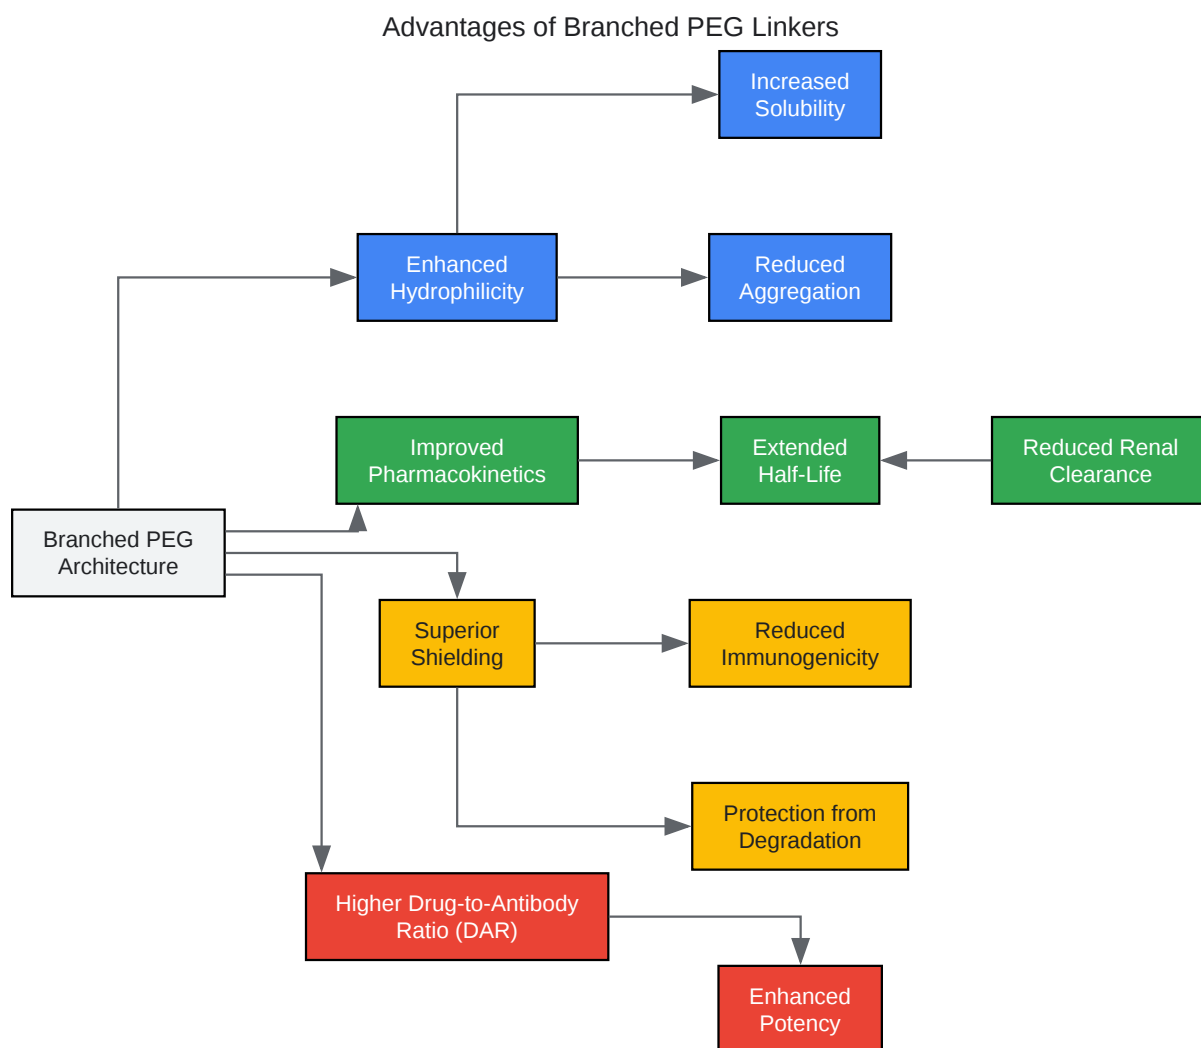 Advantages of Branched PEG Linkers
Increased
Solubility
Enhanced
Hydrophilicity
Reduced
Aggregation
Improved
Pharmacokinetics
Extended
Half-Life
Reduced Renal
Clearance
Branched PEG
Architecture
Superior
Shielding
Reduced
Immunogenicity
Protection from
Degradation
Higher Drug-to-Antibody
Ratio (DAR)
Enhanced
Potency